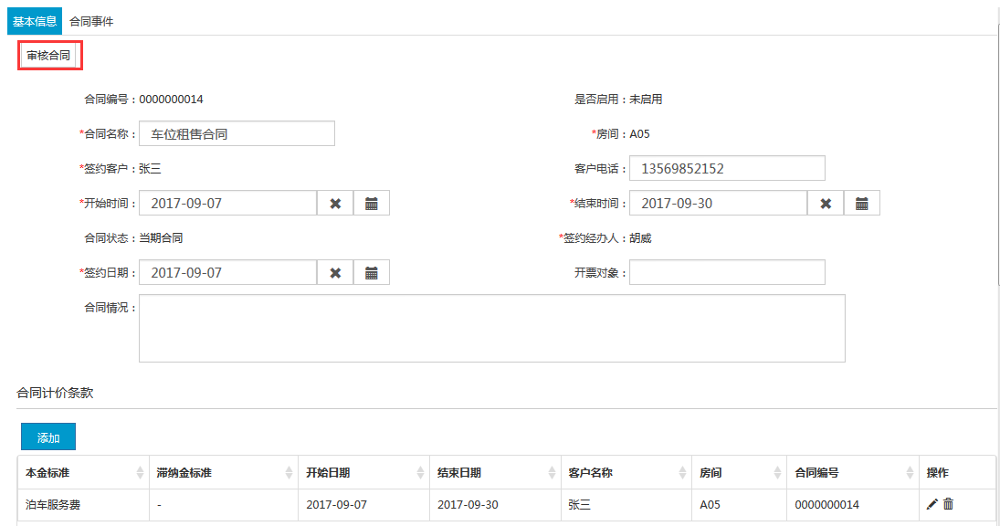 基本信息 合同事件
审核合同
合同编号：0000000014 是否启用：未启用
*合同名称：车位租售合同 *房间：A05
*签约客户：张三 客户电话：13569852152
*开始时间：2017-09-07 *结束时间：2017-09-30
合同状态：当期合同 *签约经办人：胡威
*签约日期：2017-09-07 开票对象：
合同情况：
合同计价条款
添加
本金标准 滞纳金标准 开始日期 结束日期 客户名称 房间 合同编号 操作
泊车服务费 - 2017-09-07 2017-09-30 张三 A05 0000000014